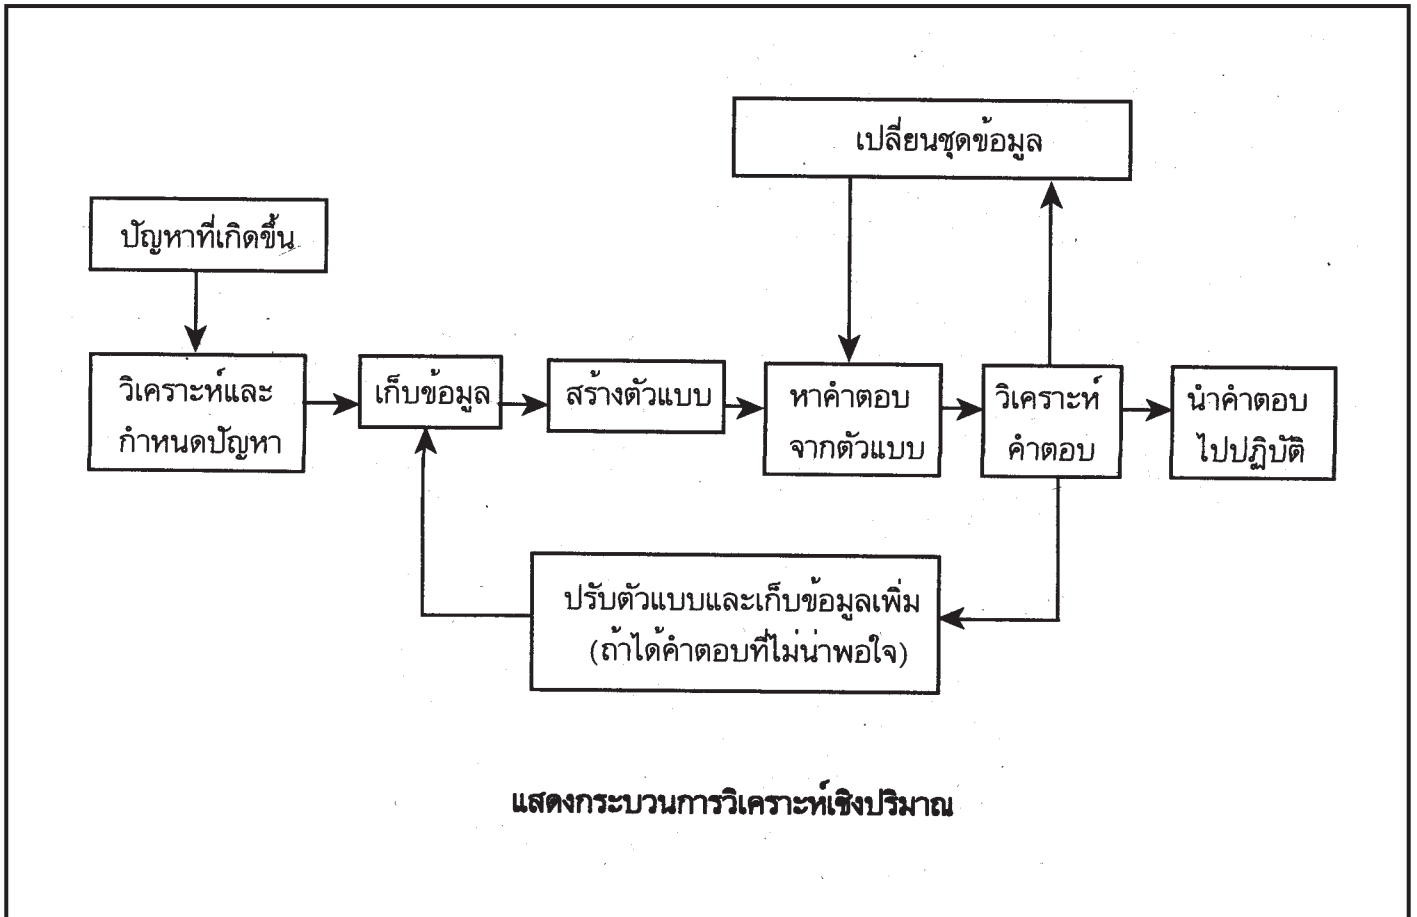 เปลี่ยนชุดข้อมูล
ปัญหาที่เกิดขึ้น
วิเคราะห์และ
กำหนดปัญหา
เก็บข้อมูล
สร้างตัวแบบ
หาคำตอบ
จากตัวแบบ
วิเคราะห์
คำตอบ
นำคำตอบ
ไปปฏิบัติ
ปรับตัวแบบและเก็บข้อมูลเพิ่ม
(ถ้าได้คำตอบที่ไม่น่าพอใจ)
แสดงกระบวนการวิเคราะห์เชิงปริมาณ